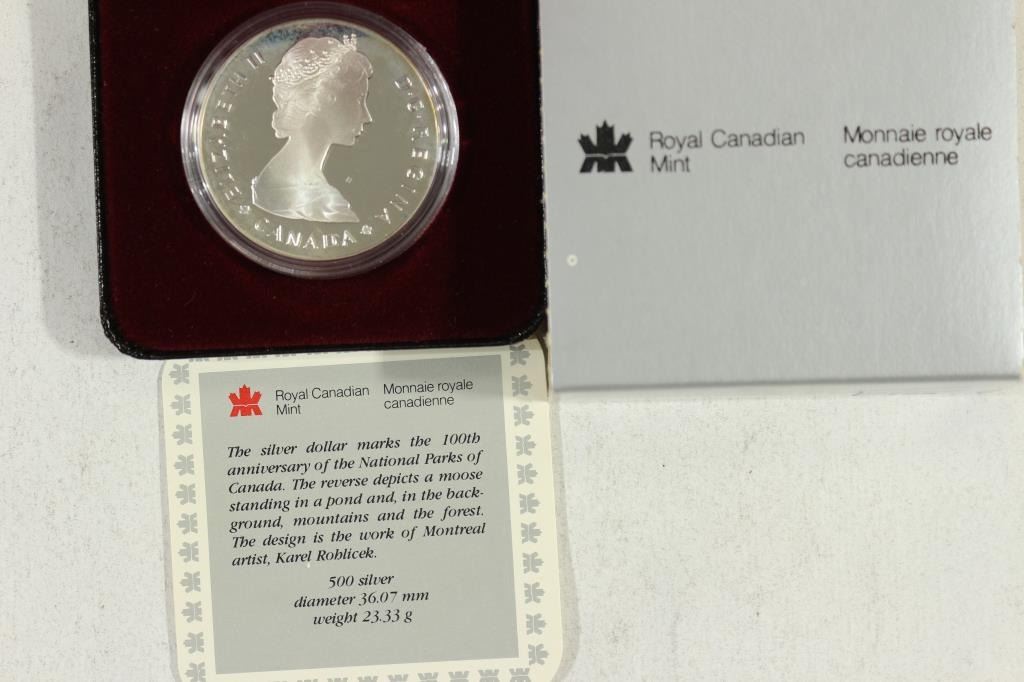 ELIZABETH II
D·G·REGINA
CANADA
Royal Canadian
Mint
Monnaie royale
canadienne
Royal Canadian
Mint
Monnaie royale
canadienne
The silver dollar marks the 100th
anniversary of the National Parks of
Canada. The reverse depicts a moose
standing in a pond and, in the back-
ground, mountains and the forest.
The design is the work of Montreal
artist, Karel Rohlicek.
500 silver
diameter 36.07 mm
weight 23.33 g